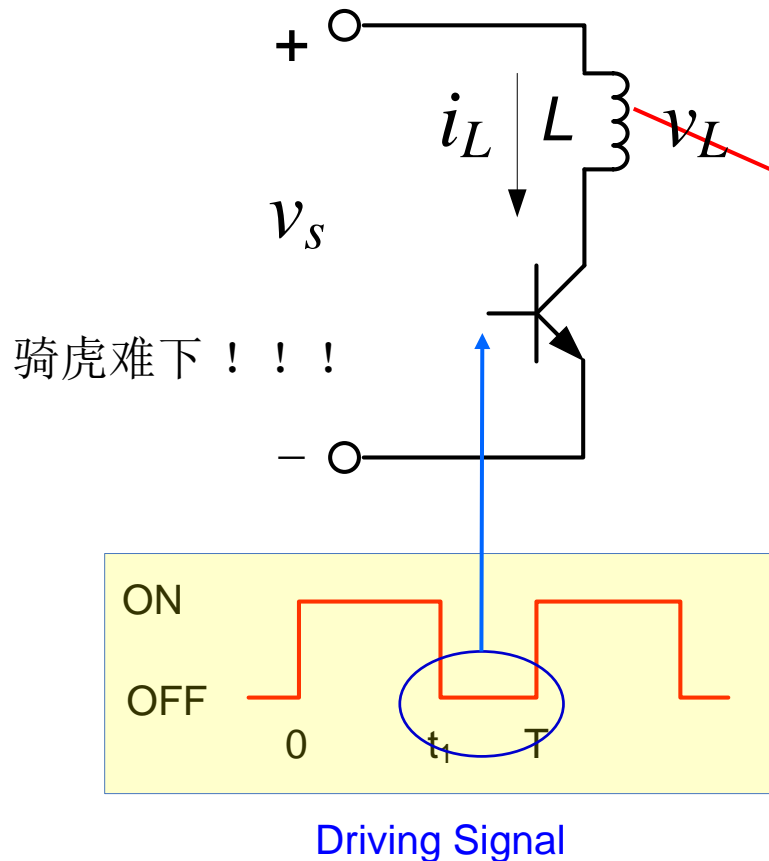 +
i_L L v_L
v_s
骑虎难下！！！
–
ON
OFF
0 t₁ T
Driving Signal